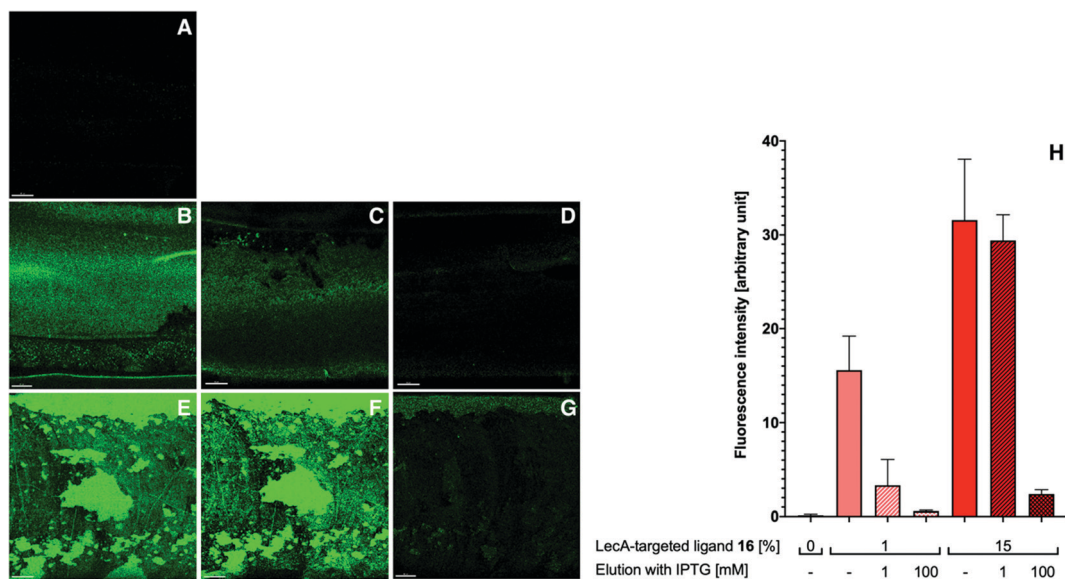 A
B
C
D
E
F
G
H
Fluorescence intensity [arbitrary unit]
40
30
20
10
0
LecA-targeted ligand 16 [%]
0
1
15
Elution with IPTG [mM]
-
-
1
100
-
1
100